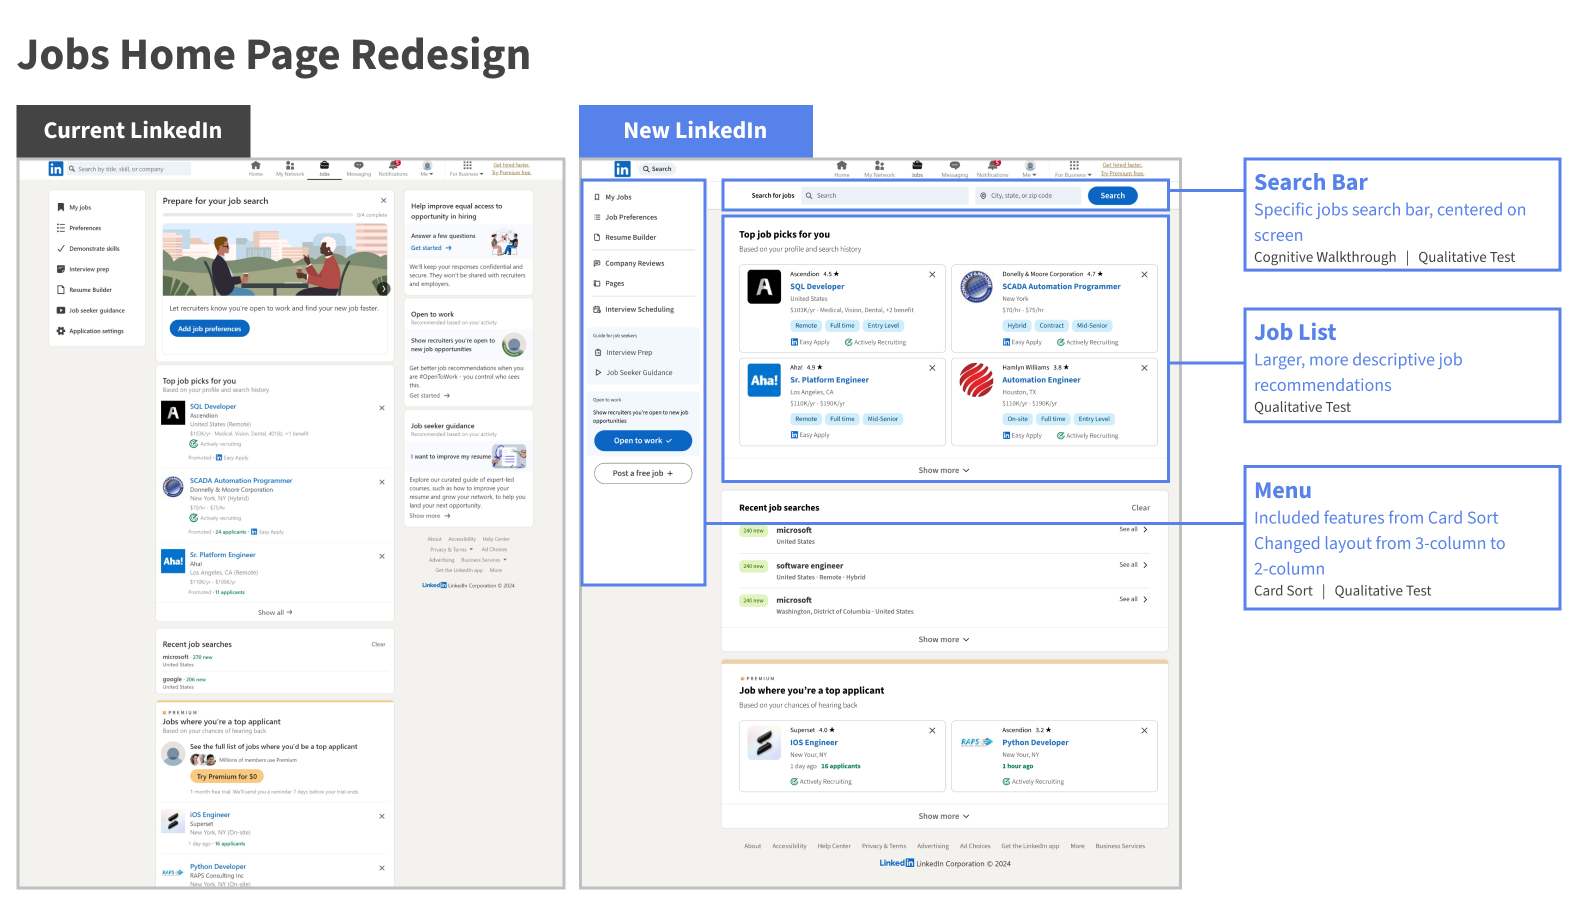 Jobs Home Page Redesign
Current LinkedIn
in
Search by title, skill, or company
Home
My Network
Jobs
Messaging
Notifications
Me
For Business
Get hired faster.
Try Premium free.
My jobs
Preferences
Demonstrate skills
Interview prep
Resume Builder
Job seeker guidance
Application settings
Prepare for your job search
0/4 complete
Let recruiters know you're open to work and find your new job faster.
Add job preferences
Top job picks for you
Based on your profile and search history
A
SQL Developer
Ascendion
United States (Remote)
$103K/yr - Medical, Vision, Dental, 401(k), +1 benefit
Actively recruiting
Promoted · in Easy Apply
SCADA Automation Programmer
Donnelly & Moore Corporation
New York, NY (Hybrid)
$70/hr - $75/hr
Actively recruiting
Promoted · 24 applicants · in Easy Apply
Aha!
Sr. Platform Engineer
Aha!
Los Angeles, CA (Remote)
$110K/yr - $190K/yr
Promoted · 11 applicants
Show all →
Recent job searches
Clear
microsoft · 270 new
United States
google · 206 new
United States
PREMIUM
Jobs where you're a top applicant
Based on your chances of hearing back
See the full list of jobs where you'd be a top applicant
Millions of members use Premium
Try Premium for $0
1-month free trial. We'll send you a reminder 7 days before your trial ends.
iOS Engineer
Superset
New York, NY (On-site)
1 day ago · 16 applicants
RAPS
Python Developer
RAPS Consulting Inc
New York, NY (On-site)
Help improve equal access to
opportunity in hiring
Answer a few questions
Get started →
We'll keep your responses confidential and
secure. They won't be shared with recruiters
and employers.
Open to work
Recommended based on your activity
Show recruiters you're open to
new job opportunities
Get better job recommendations when you
are #OpenToWork - you control who sees
this.
Get started →
Job seeker guidance
Recommended based on your activity
I want to improve my resume
Explore our curated guide of expert-led
courses, such as how to improve your
resume and grow your network, to help you
land your next opportunity.
Show more →
About Accessibility Help Center
Privacy & Terms Ad Choices
Advertising Business Services
Get the LinkedIn app More
LinkedIn LinkedIn Corporation © 2024
New LinkedIn
in
Search
Home
My Network
Jobs
Messaging
Notifications
Me
For Business
Get hired faster.
Try Premium free.
My Jobs
Job Preferences
Resume Builder
Company Reviews
Pages
Interview Scheduling
Guide for job seekers
Interview Prep
Job Seeker Guidance
Open to work
Show recruiters you're open to new job
opportunities
Open to work ✓
Post a free job +
Search for jobs
Search
City, state, or zip code
Search
Top job picks for you
Based on your profile and search history
A
Ascendion 4.5 ★
SQL Developer
United States
$103K/yr - Medical, Vision, Dental, +2 benefit
Remote Full time Entry Level
in Easy Apply Actively Recruiting
Donelly & Moore Corporation 4.7 ★
SCADA Automation Programmer
New York
$70/hr - $75/hr
Hybrid Contract Mid-Senior
in Easy Apply Actively Recruiting
Aha!
Aha! 4.9 ★
Sr. Platform Engineer
Los Angeles, CA
$110K/yr - $190K/yr
Remote Full time Mid-Senior
in Easy Apply
Hamlyn Williams 3.8 ★
Automation Engineer
Houston, TX
$110K/yr - $190K/yr
On-site Full time Entry Level
in Easy Apply Actively Recruiting
Show more
Recent job searches
Clear
240 new microsoft See all
United States
240 new software engineer See all
United States · Remote · Hybrid
240 new microsoft See all
Washington, District of Columbia · United States
Show more
PREMIUM
Job where you're a top applicant
Based on your chances of hearing back
Superset 4.0 ★
IOS Engineer
New Your, NY
1 day ago 16 applicants
Actively Recruiting
RAPS
Ascendion 3.2 ★
Python Developer
New Your, NY
1 hour ago
Actively Recruiting
Show more
About Accessibility Help Center Privacy & Terms Advertising Ad Choices Get the LinkedIn app More Business Services
LinkedIn LinkedIn Corporation © 2024
Search Bar
Specific jobs search bar, centered on
screen
Cognitive Walkthrough | Qualitative Test
Job List
Larger, more descriptive job
recommendations
Qualitative Test
Menu
Included features from Card Sort
Changed layout from 3-column to
2-column
Card Sort | Qualitative Test